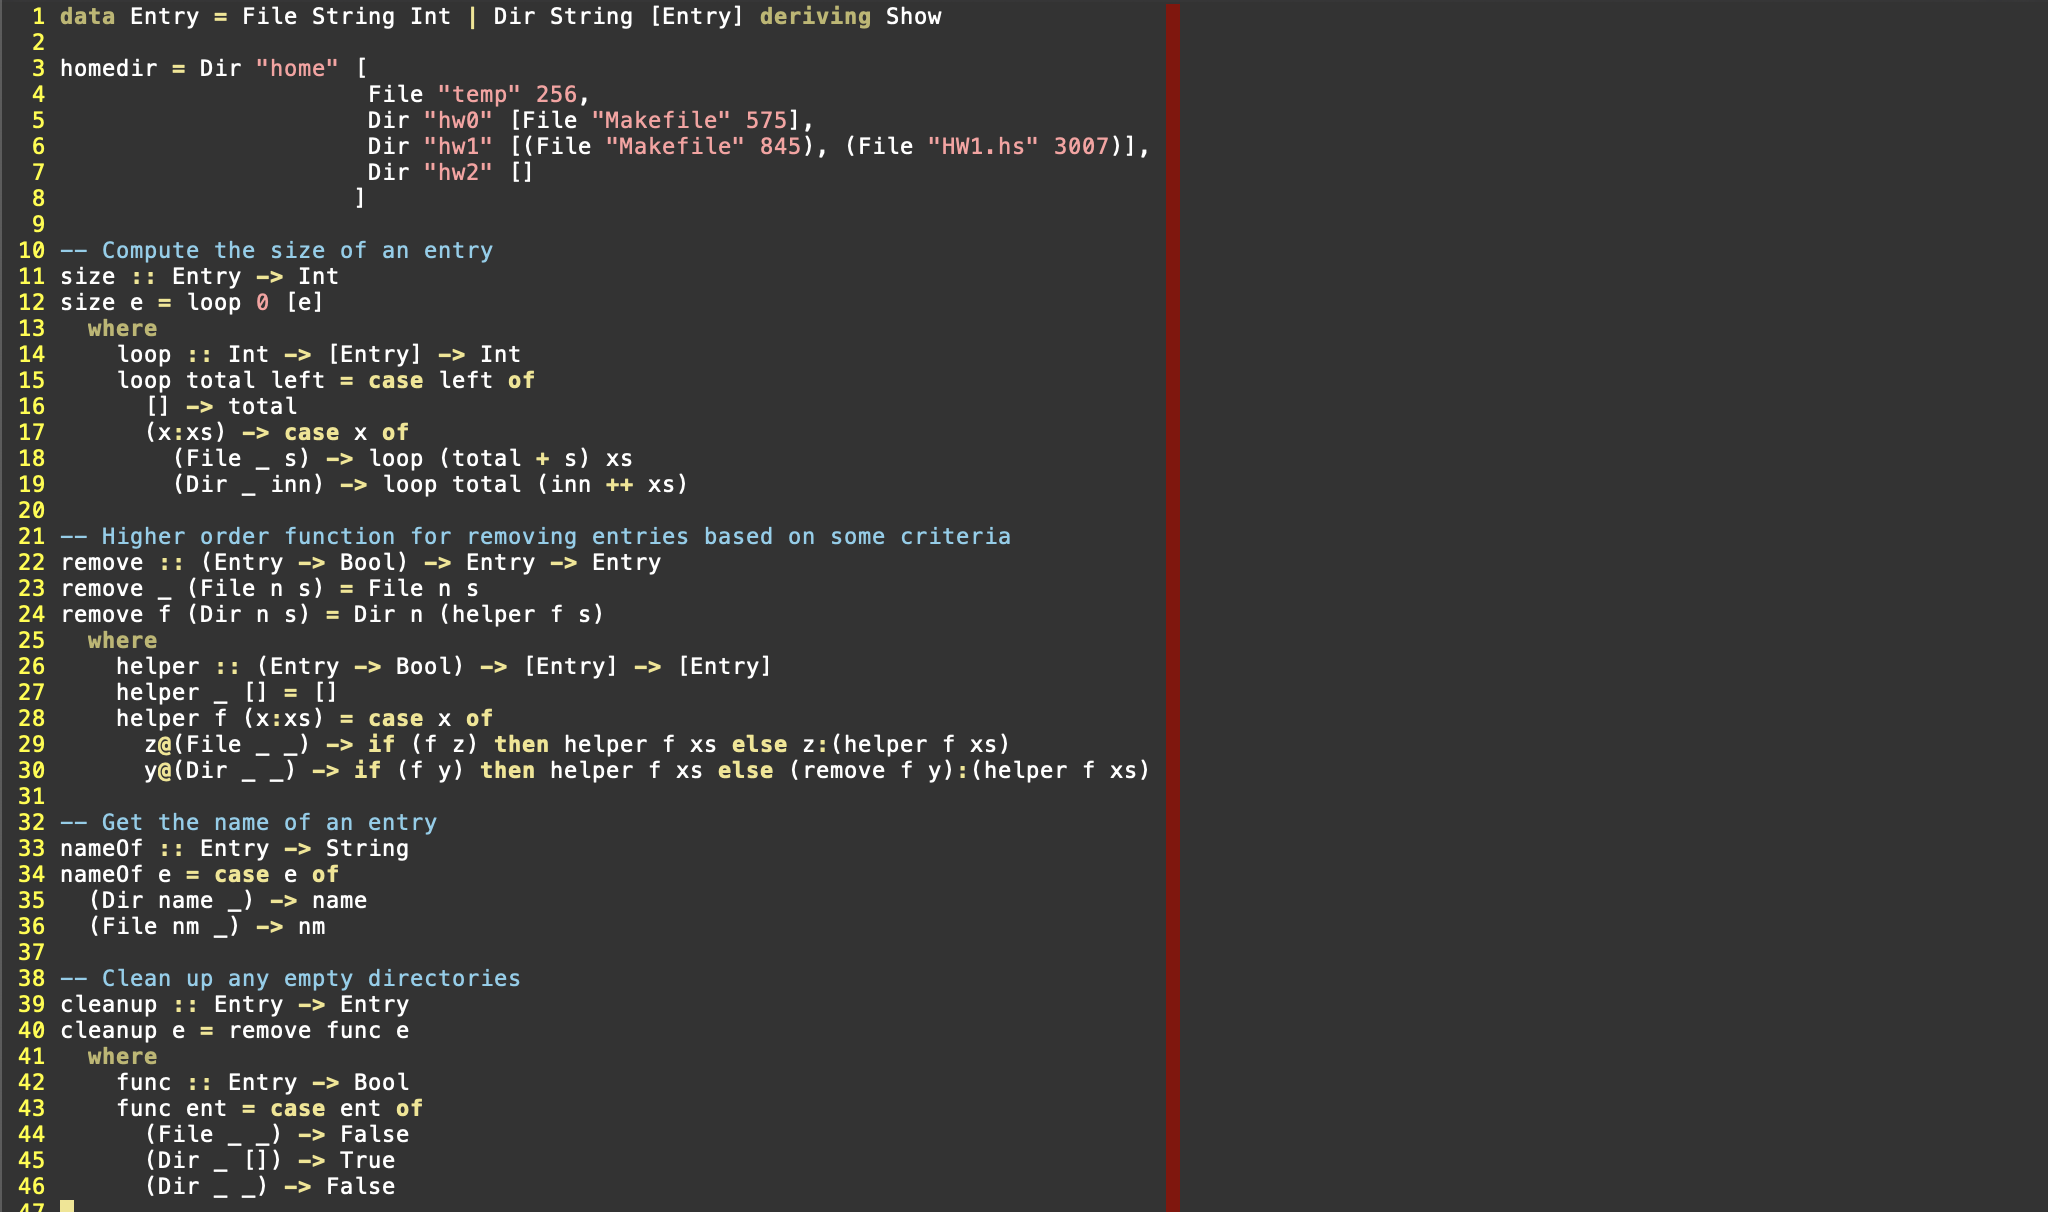 1 data Entry = File String Int | Dir String [Entry] deriving Show
2
3 homedir = Dir "home" [
4                       File "temp" 256,
5                       Dir "hw0" [File "Makefile" 575],
6                       Dir "hw1" [(File "Makefile" 845), (File "HW1.hs" 3007)],
7                       Dir "hw2" []
8                      ]
9
10 -- Compute the size of an entry
11 size :: Entry -> Int
12 size e = loop 0 [e]
13   where
14     loop :: Int -> [Entry] -> Int
15     loop total left = case left of
16       [] -> total
17       (x:xs) -> case x of
18         (File _ s) -> loop (total + s) xs
19         (Dir _ inn) -> loop total (inn ++ xs)
20
21 -- Higher order function for removing entries based on some criteria
22 remove :: (Entry -> Bool) -> Entry -> Entry
23 remove _ (File n s) = File n s
24 remove f (Dir n s) = Dir n (helper f s)
25   where
26     helper :: (Entry -> Bool) -> [Entry] -> [Entry]
27     helper _ [] = []
28     helper f (x:xs) = case x of
29       z@(File _ _) -> if (f z) then helper f xs else z:(helper f xs)
30       y@(Dir _ _) -> if (f y) then helper f xs else (remove f y):(helper f xs)
31
32 -- Get the name of an entry
33 nameOf :: Entry -> String
34 nameOf e = case e of
35   (Dir name _) -> name
36   (File nm _) -> nm
37
38 -- Clean up any empty directories
39 cleanup :: Entry -> Entry
40 cleanup e = remove func e
41   where
42     func :: Entry -> Bool
43     func ent = case ent of
44       (File _ _) -> False
45       (Dir _ []) -> True
46       (Dir _ _) -> False
47